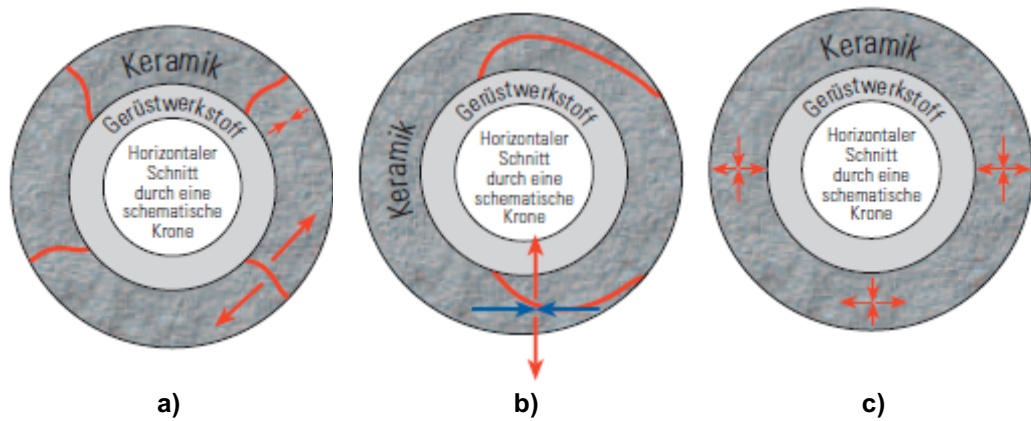 Keramik
Gerüstwerkstoff
Horizontaler
Schnitt
durch eine
schematische
Krone
a)
Keramik
Gerüstwerkstoff
Horizontaler
Schnitt
durch eine
schematische
Krone
b)
Keramik
Gerüstwerkstoff
Horizontaler
Schnitt
durch eine
schematische
Krone
c)